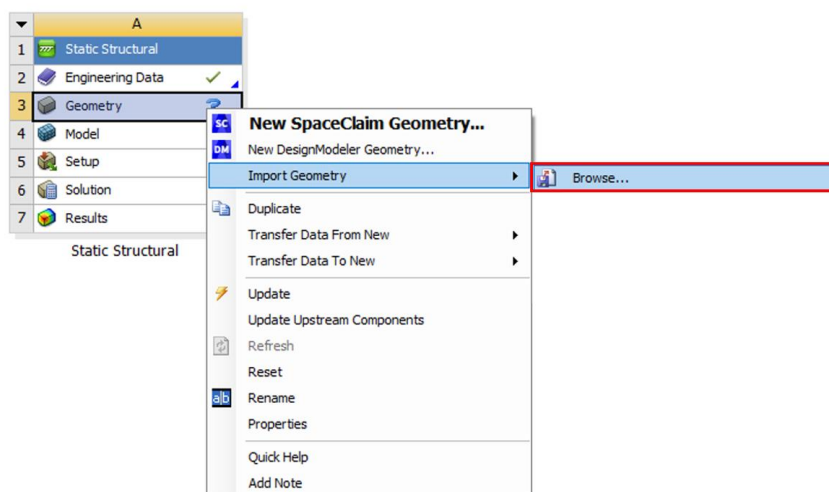 A
1 Static Structural
2 Engineering Data
3 Geometry
4 Model
5 Setup
6 Solution
7 Results
Static Structural
SC New SpaceClaim Geometry...
DM New DesignModeler Geometry...
Import Geometry
Browse...
Duplicate
Transfer Data From New
Transfer Data To New
Update
Update Upstream Components
Refresh
Reset
a|b Rename
Properties
Quick Help
Add Note